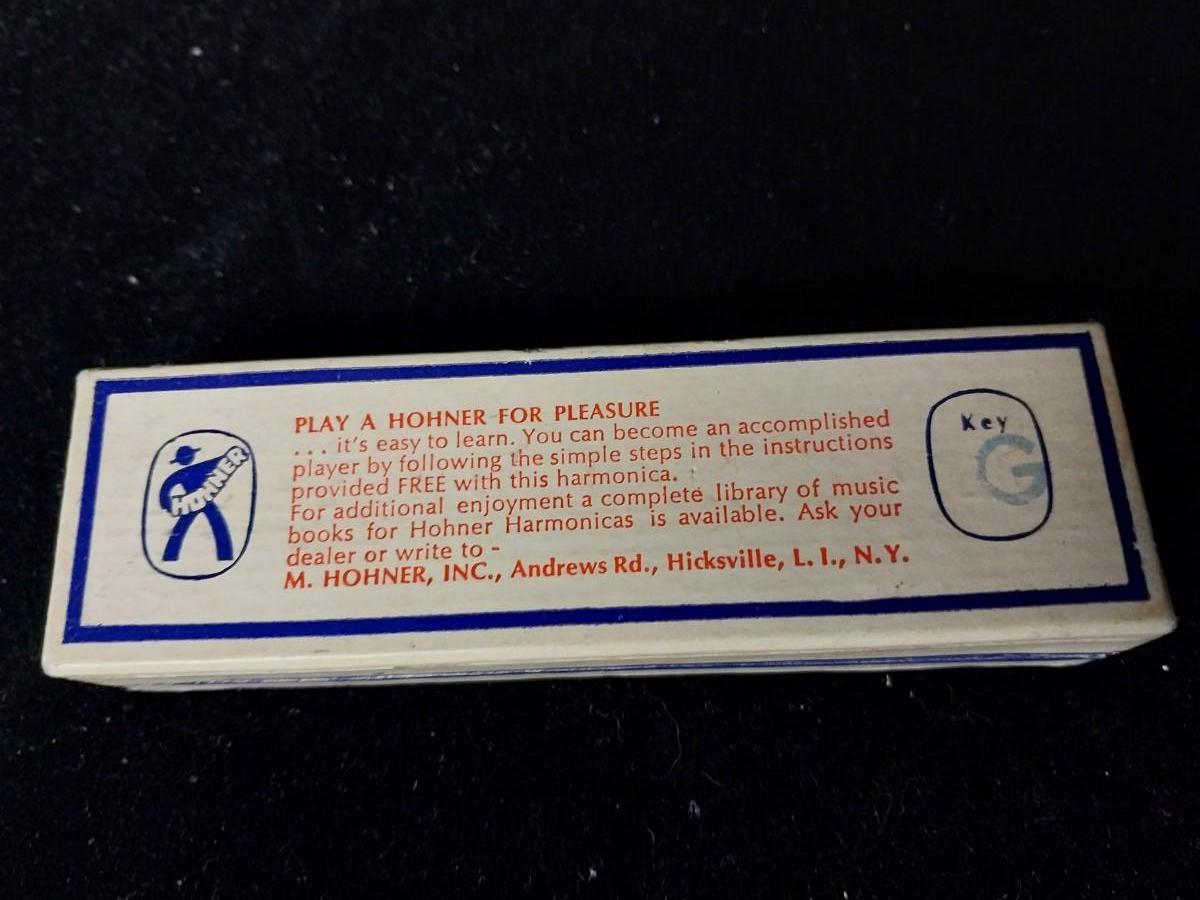 HOHNER
PLAY A HOHNER FOR PLEASURE
... it's easy to learn. You can become an accomplished
player by following the simple steps in the instructions
provided FREE with this harmonica.
For additional enjoyment a complete library of music
books for Hohner Harmonicas is available. Ask your
dealer or write to -
M. HOHNER, INC., Andrews Rd., Hicksville, L. I., N. Y.
Key
G